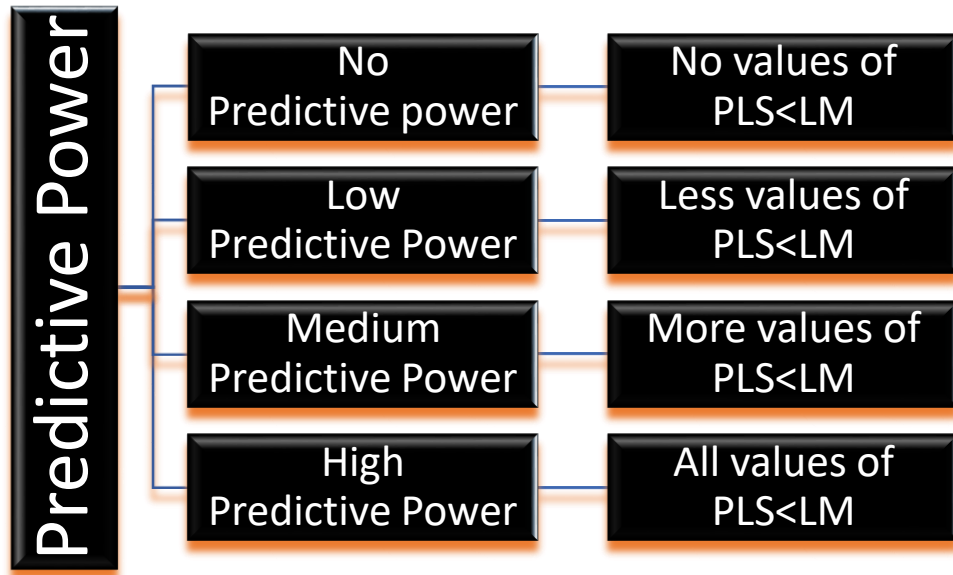 Predictive Power
No
Predictive power
No values of
PLS<LM
Low
Predictive Power
Less values of
PLS<LM
Medium
Predictive Power
More values of
PLS<LM
High
Predictive Power
All values of
PLS<LM